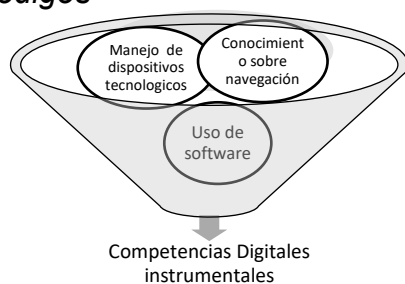 Manejo de
dispositivos
tecnologicos
Conocimient
o sobre
navegación
Uso de
software
Competencias Digitales
instrumentales